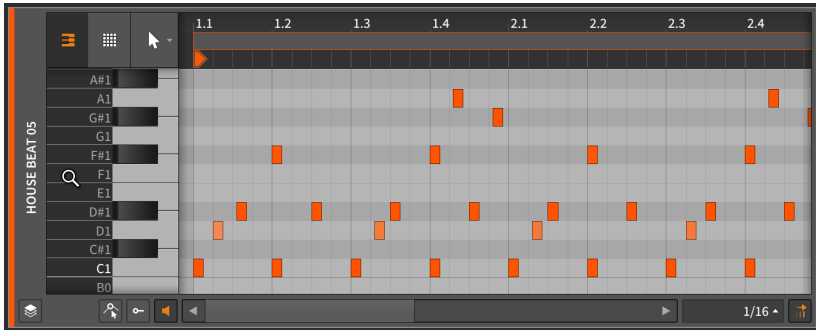 1.1 1.2 1.3 1.4 2.1 2.2 2.3 2.4
A#1
A1
G#1
G1
F#1
F1
E1
D#1
D1
C#1
C1
B0
HOUSE BEAT 05
1/16